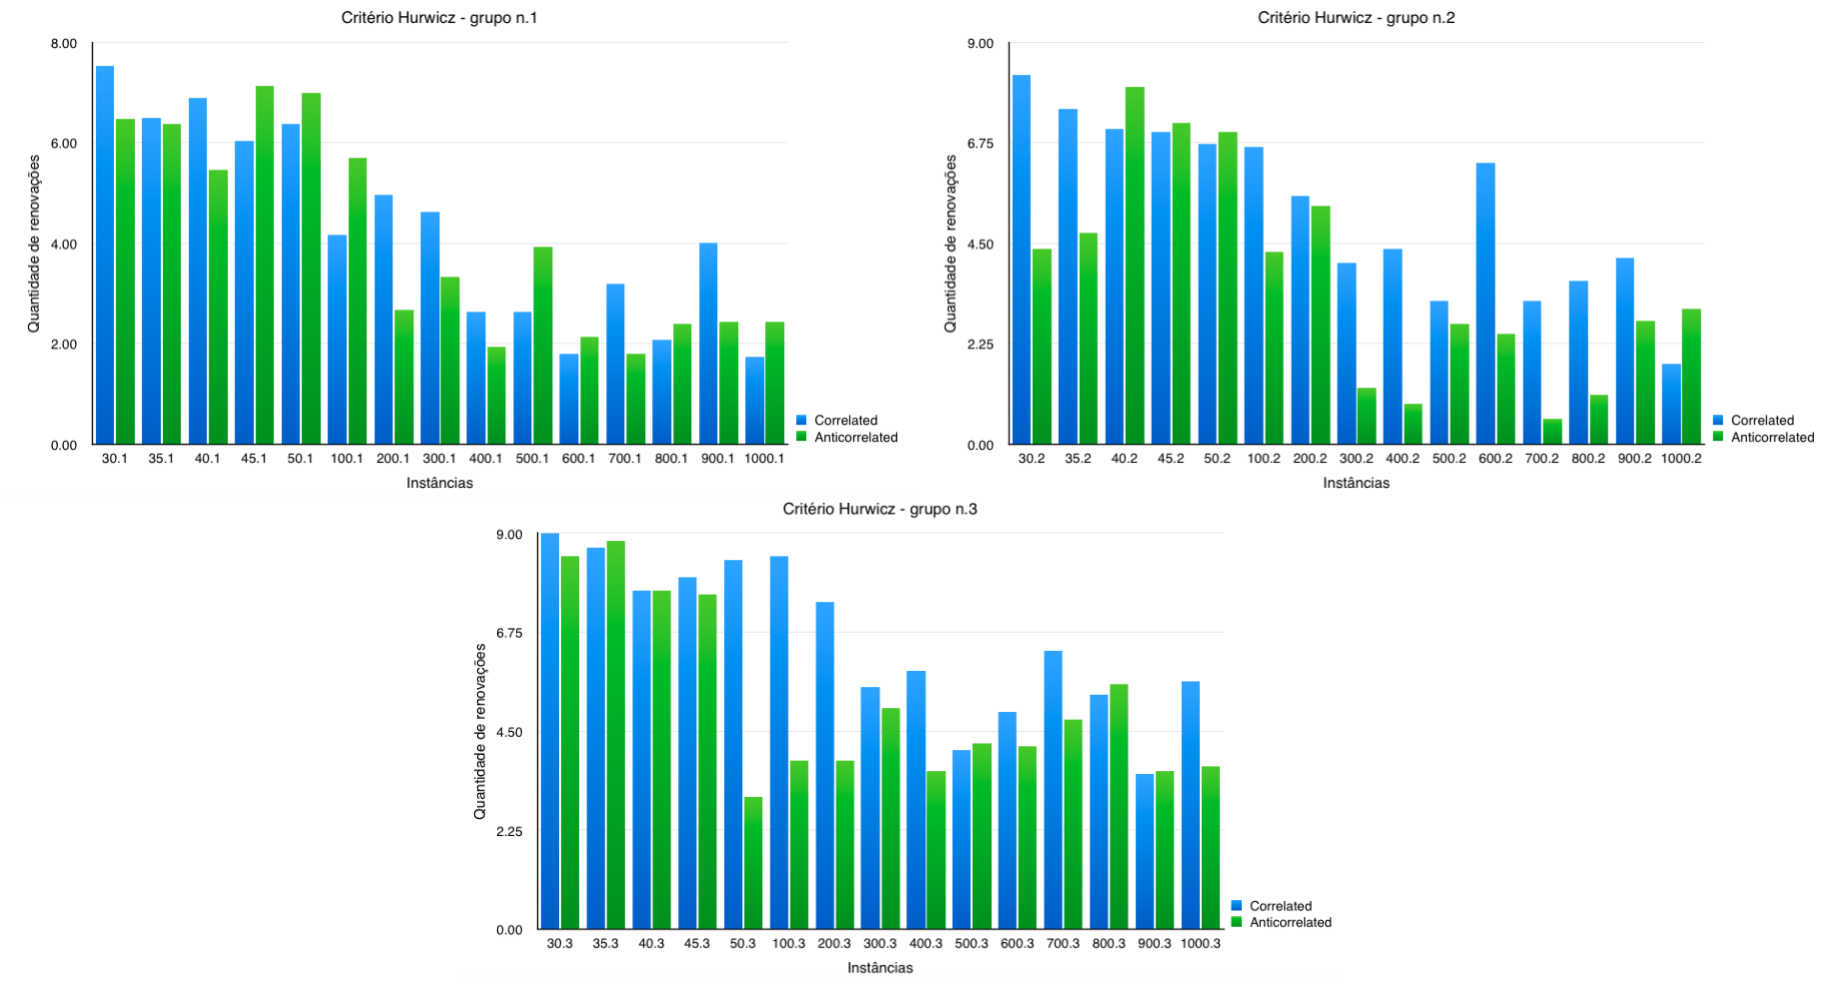 Critério Hurwicz - grupo n.1
8.00
6.00
4.00
2.00
0.00
Quantidade de renovações
30.1 35.1 40.1 45.1 50.1 100.1 200.1 300.1 400.1 500.1 600.1 700.1 800.1 900.1 1000.1
Instâncias
Correlated
Anticorrelated
Critério Hurwicz - grupo n.2
9.00
6.75
4.50
2.25
0.00
Quantidade de renovações
30.2 35.2 40.2 45.2 50.2 100.2 200.2 300.2 400.2 500.2 600.2 700.2 800.2 900.2 1000.2
Instâncias
Correlated
Anticorrelated
Critério Hurwicz - grupo n.3
9.00
6.75
4.50
2.25
0.00
Quantidade de renovações
30.3 35.3 40.3 45.3 50.3 100.3 200.3 300.3 400.3 500.3 600.3 700.3 800.3 900.3 1000.3
Instâncias
Correlated
Anticorrelated